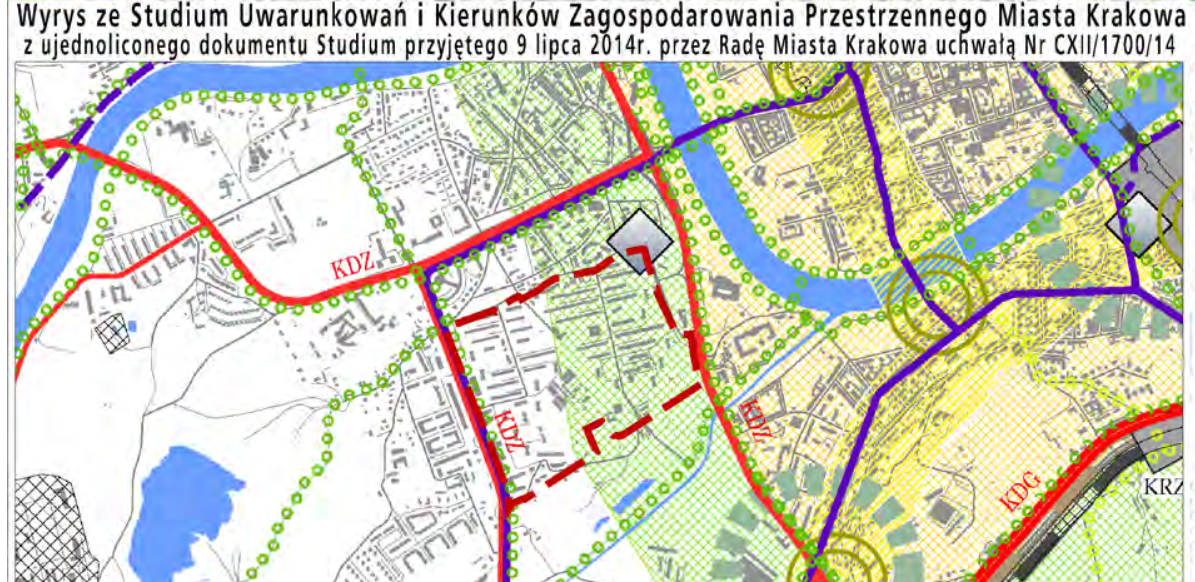 Wyrys ze Studium Uwarunkowań i Kierunków Zagospodarowania Przestrzennego Miasta Krakowa
z ujednoliconego dokumentu Studium przyjętego 9 lipca 2014r. przez Radę Miasta Krakowa uchwałą Nr CXII/1700/14
KDZ
KDZ
KDZ
KDG
KRZ